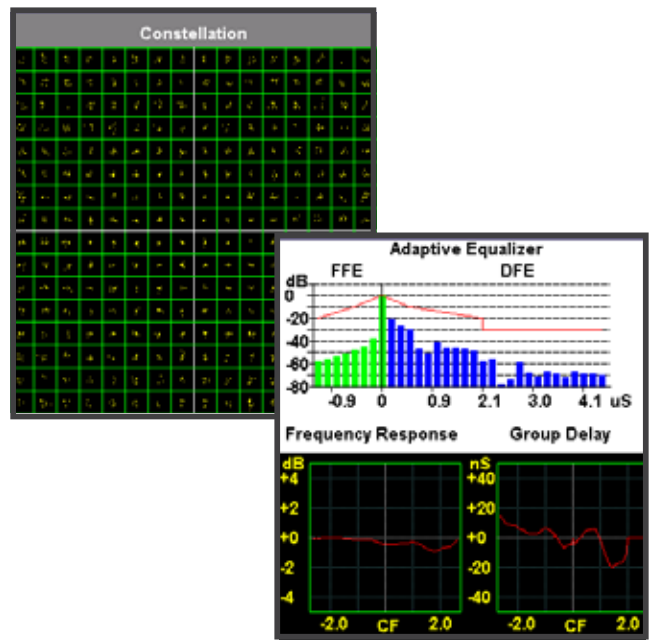 Constellation
Adaptive Equalizer
FFE DFE
dB
0
-20
-40
-60
-80
-0.9 0 0.9 2.1 3.0 4.1 uS
Frequency Response Group Delay
dB nS
+4 +40
+2 +20
+0 +0
-2 -20
-4 -40
-2.0 CF 2.0 -2.0 CF 2.0